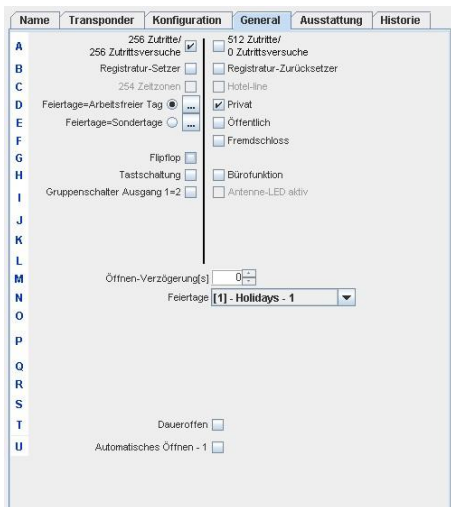 Name Transponder Konfiguration General Ausstattung Historie
A 256 Zutritte/ 512 Zutritte/
256 Zutrittsversuche 0 Zutrittsversuche
B Registratur-Setzer Registratur-Zurücksetzer
C 254 Zeitzonen Hotel-line
D Feiertage=Arbeitsfreier Tag ... Privat
E Feiertage=Sondertage ... Öffentlich
F Fremdschloss
G Flipflop
H Tastschaltung Bürofunktion
I Gruppenschalter Ausgang 1=2 Antenne-LED aktiv
J
K
L
M Öffnen-Verzögerung[s] 0
N Feiertage [1] - Holidays - 1
O
P
Q
R
S
T Daueroffen
U Automatisches Öffnen - 1